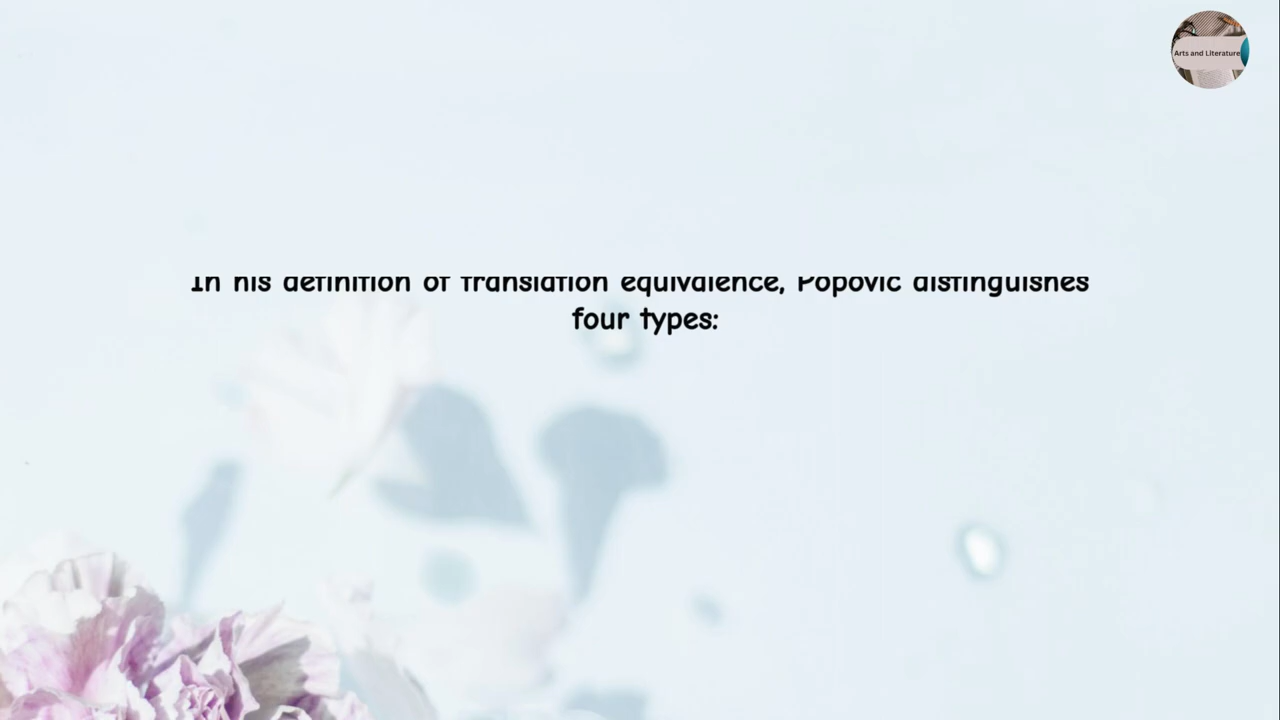 Arts and Literature
In his definition of translation equivalence, Popovic distinguishes
four types: